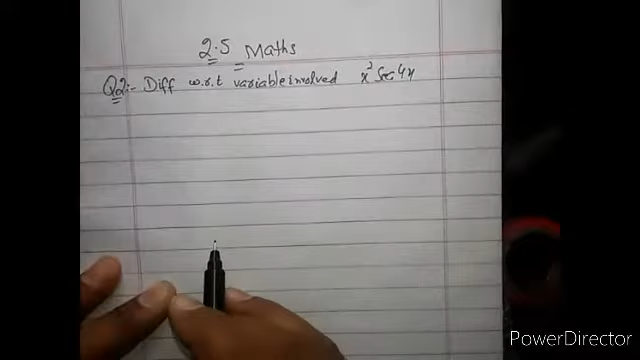 2.5 Maths
Q2:- Diff w.r.t variable involved x² Sec 4x
PowerDirector